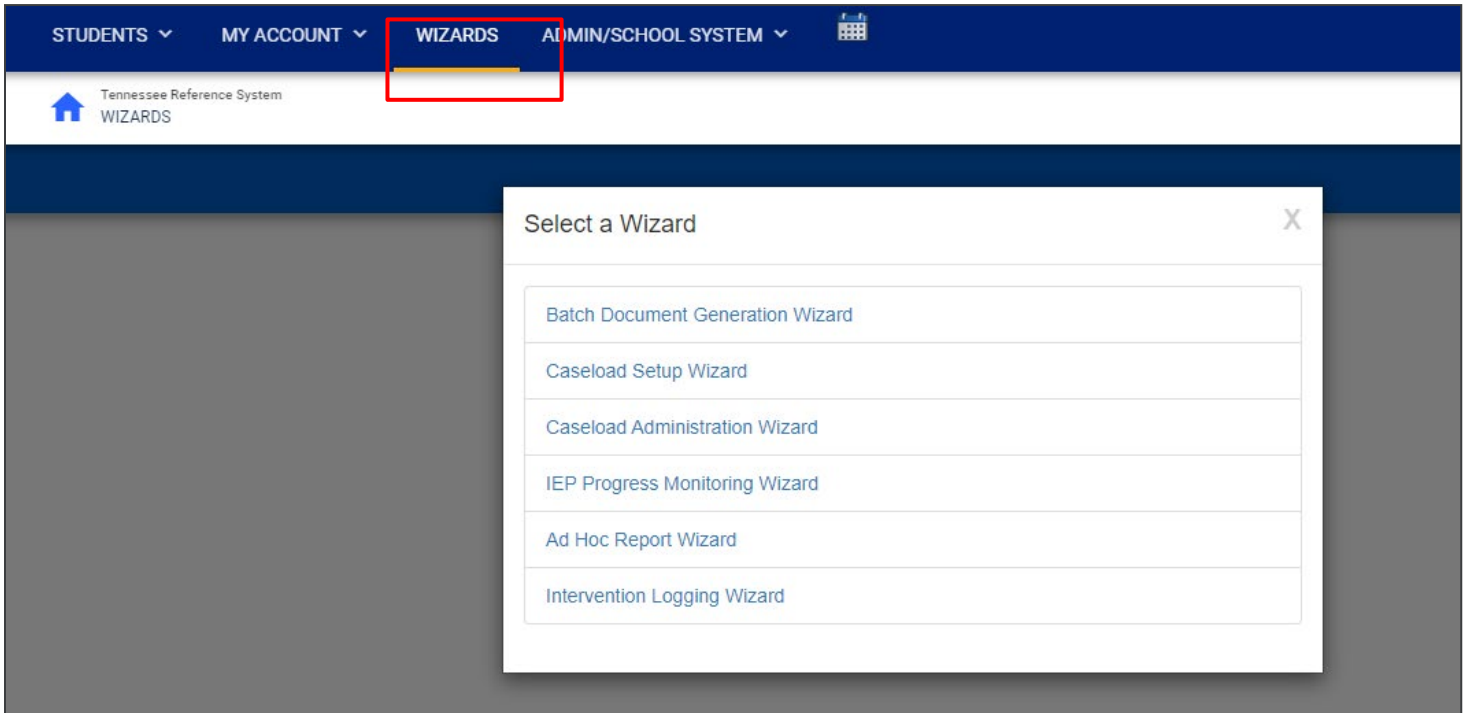 STUDENTS MY ACCOUNT WIZARDS ADMIN/SCHOOL SYSTEM
Tennessee Reference System
WIZARDS
Select a Wizard X
Batch Document Generation Wizard
Caseload Setup Wizard
Caseload Administration Wizard
IEP Progress Monitoring Wizard
Ad Hoc Report Wizard
Intervention Logging Wizard